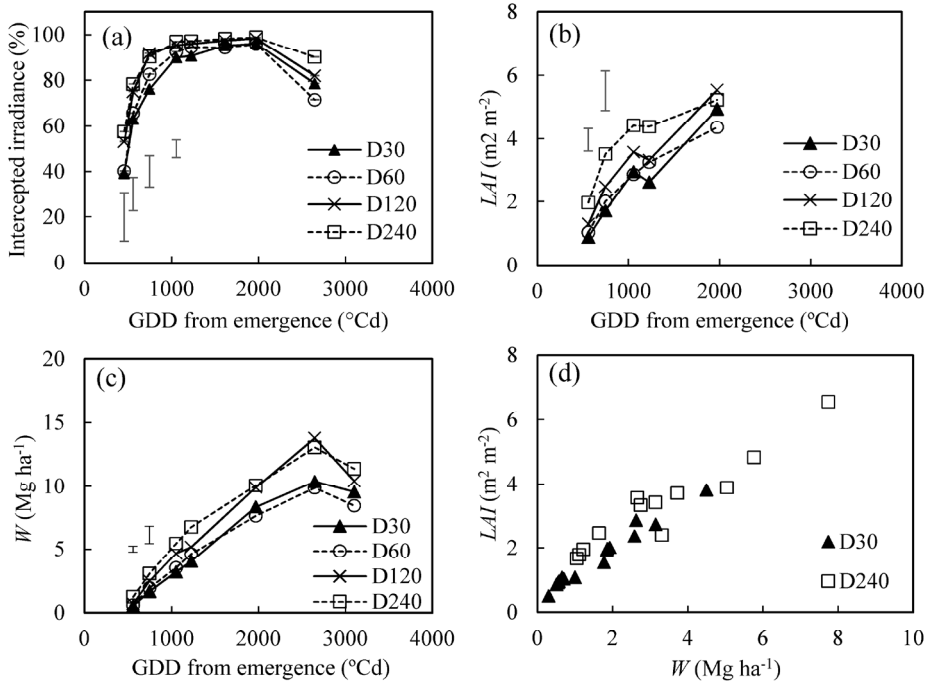 (a)
Intercepted irradiance (%)
100
80
60
40
20
0
D30
D60
D120
D240
0 1000 2000 3000 4000
GDD from emergence (°Cd)
(b)
LAI (m2 m⁻²)
8
6
4
2
0
D30
D60
D120
D240
0 1000 2000 3000 4000
GDD from emergence (ºCd)
(c)
W (Mg ha⁻¹)
20
15
10
5
0
D30
D60
D120
D240
0 1000 2000 3000 4000
GDD from emergence (ºCd)
(d)
LAI (m² m⁻²)
8
6
4
2
0
D30
D240
0 2 4 6 8 10
W (Mg ha⁻¹)